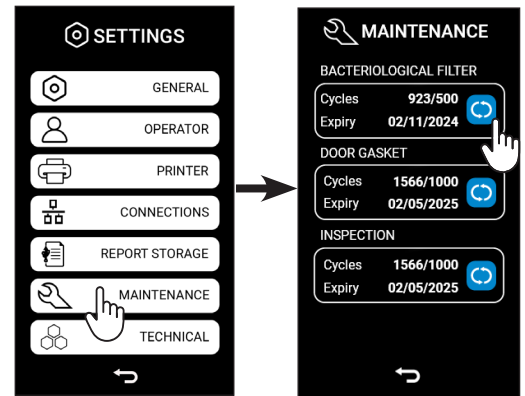 SETTINGS
GENERAL
OPERATOR
PRINTER
CONNECTIONS
REPORT STORAGE
MAINTENANCE
TECHNICAL
MAINTENANCE
BACTERIOLOGICAL FILTER
Cycles 923/500
Expiry 02/11/2024
DOOR GASKET
Cycles 1566/1000
Expiry 02/05/2025
INSPECTION
Cycles 1566/1000
Expiry 02/05/2025